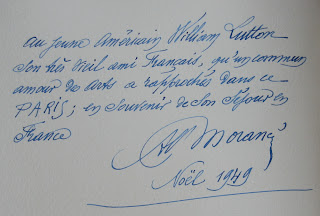 au jeune Américain William Lutton
Son très vieil ami Français, qu'un commun
amour des arts a rapprochés dans ce
PARIS; en souvenir de son séjour en
France
Morand
Noël 1949